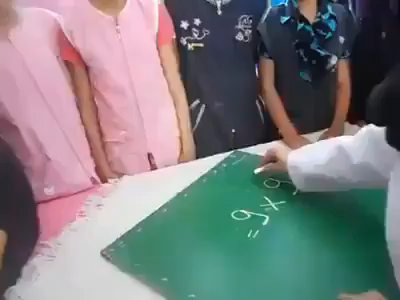 = 9 × 9